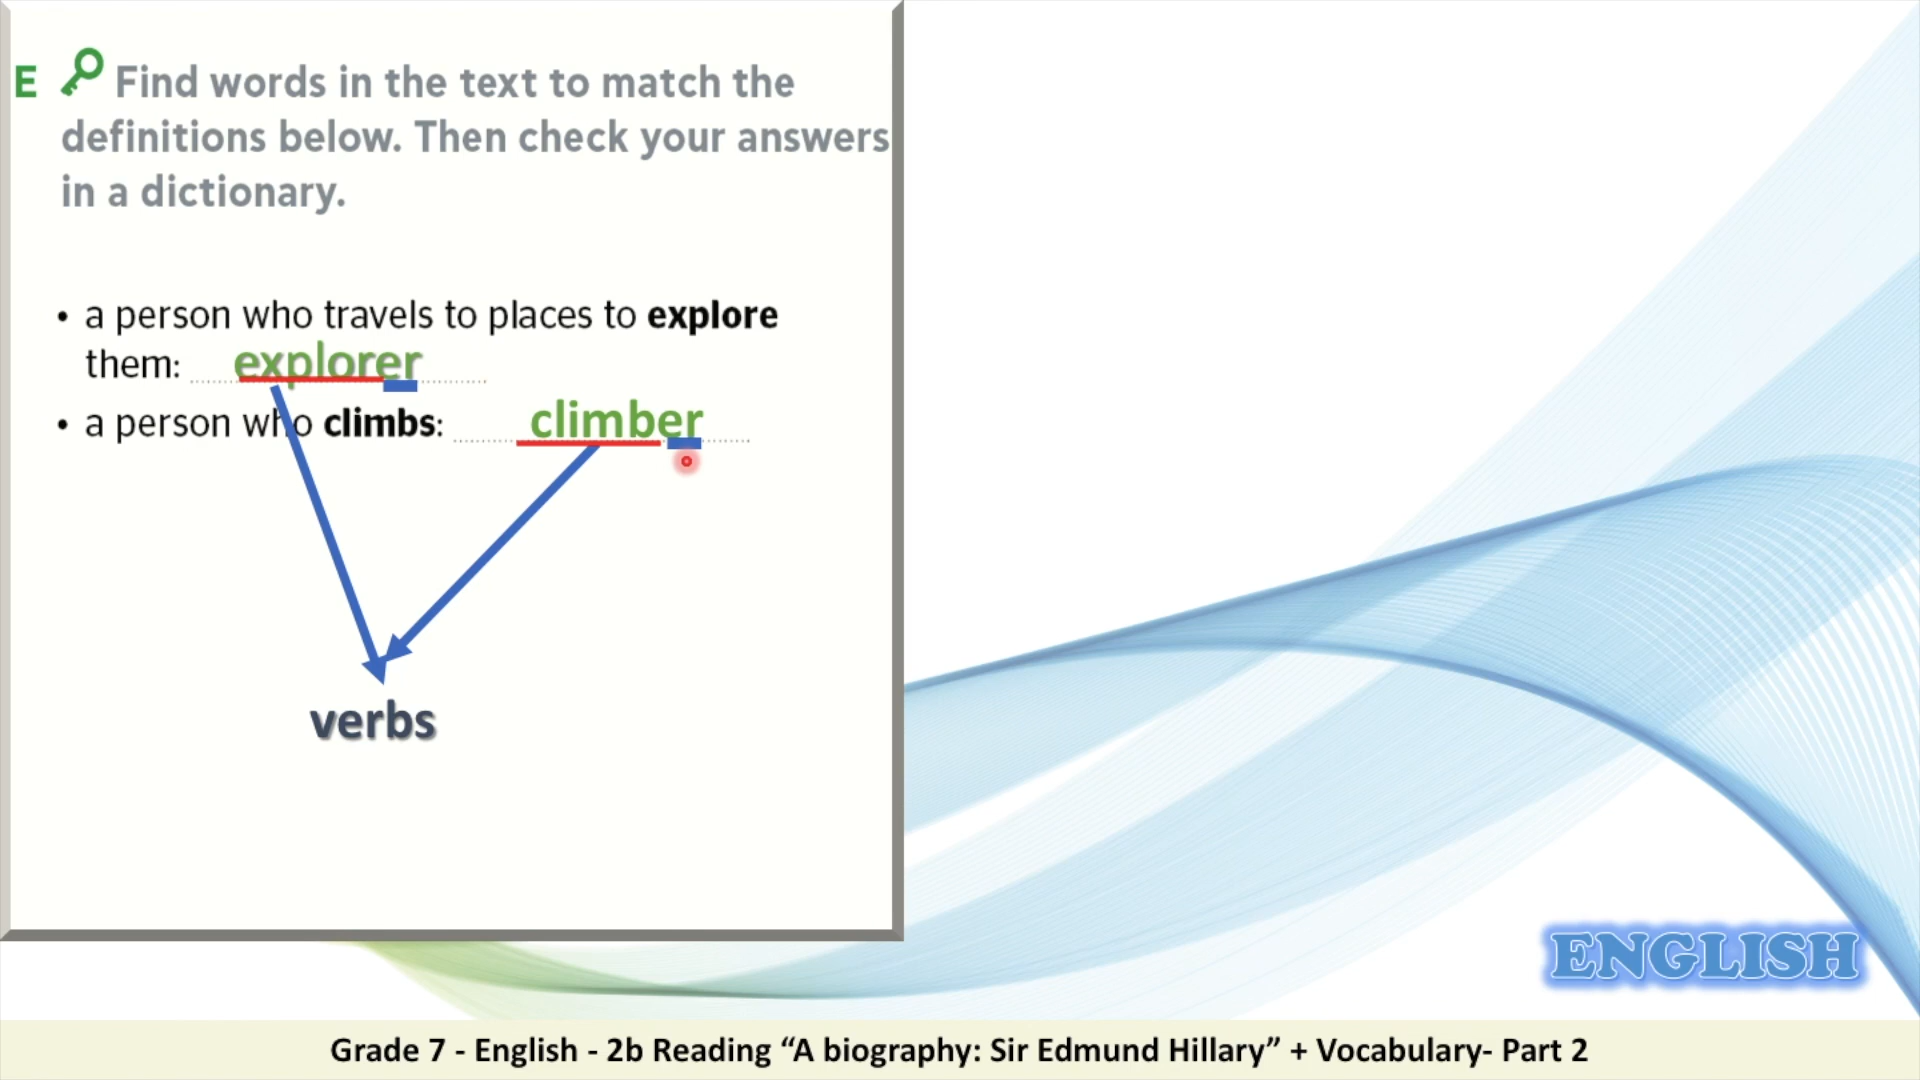 E Find words in the text to match the
definitions below. Then check your answers
in a dictionary.
• a person who travels to places to explore
them: explorer
• a person who climbs: climber
verbs
ENGLISH
Grade 7 - English - 2b Reading “A biography: Sir Edmund Hillary” + Vocabulary- Part 2